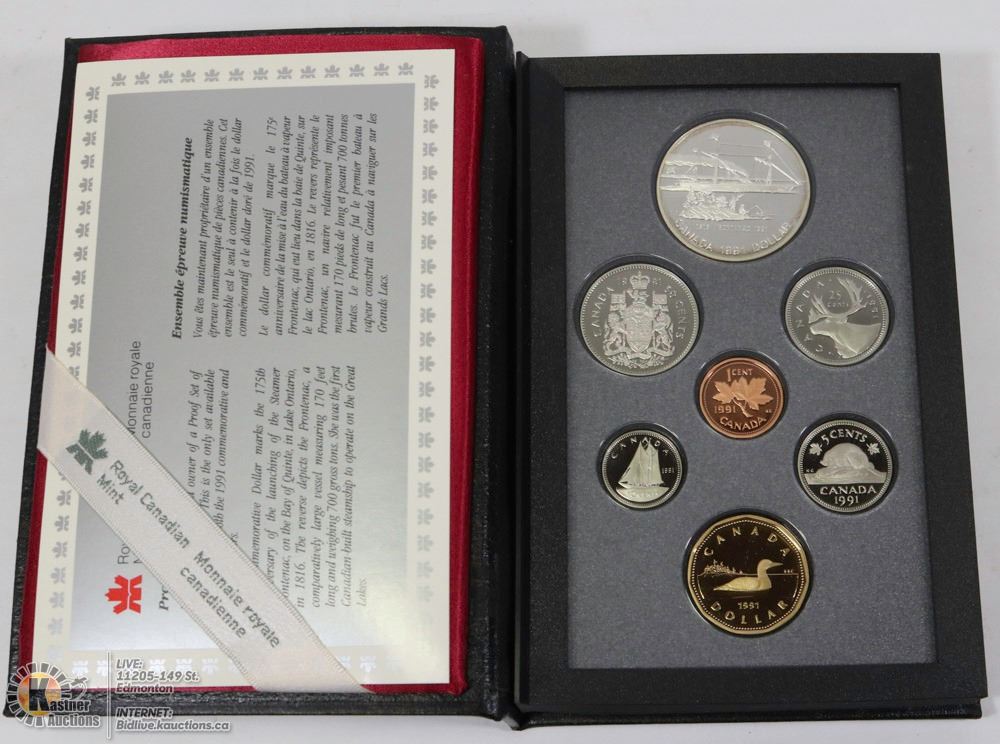 Monnaie royale
canadienne
Ensemble épreuve numismatique
Vous êtes maintenant propriétaire d'un ensemble
épreuve numismatique de pièces canadiennes. Cet
ensemble est le seul à contenir à la fois le dollar
commémoratif et le dollar doré de 1991.
Le dollar commémoratif marque le 175e
anniversaire de la mise à l'eau du bateau à vapeur
Frontenac, qui eut lieu dans la baie de Quinte, sur
le lac Ontario, en 1816. Le revers représente le
Frontenac, un navire relativement imposant
mesurant 170 pieds de long et pesant 700 tonnes
brutes. Le Frontenac fut le premier bateau à
vapeur construit au Canada à naviguer sur les
Grands Lacs.
Roy
owner of a Proof Set of
This is the only set available
the 1991 commemorative and
Commemorative Dollar marks the 175th
of the launching of the Steamer
Frontenac, on the Bay of Quinte, in Lake Ontario,
in 1816. The reverse depicts the Frontenac, a
comparatively large vessel measuring 170 feet
long and weighing 700 gross tons. She was the first
Canadian-built steamship to operate on the Great
Lakes.
Royal Canadian Monnaie royale
Mint canadienne
CANADA 1991 DOLLAR
CANADA 1991 50 CENTS
CANADA 25 CENTS 1991
1 CENT
1991
CANADA
CANADA
1991
5 CENTS
CANADA
1991
CANADA
1991
DOLLAR
Kastner
Auctions
LIVE:
11205-149 St.
Edmonton
INTERNET:
Bidlive.kauctions.ca